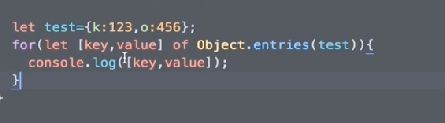 let test={k:123,o:456};
for(let [key,value] of Object.entries(test)){
console.log([key,value]);
}